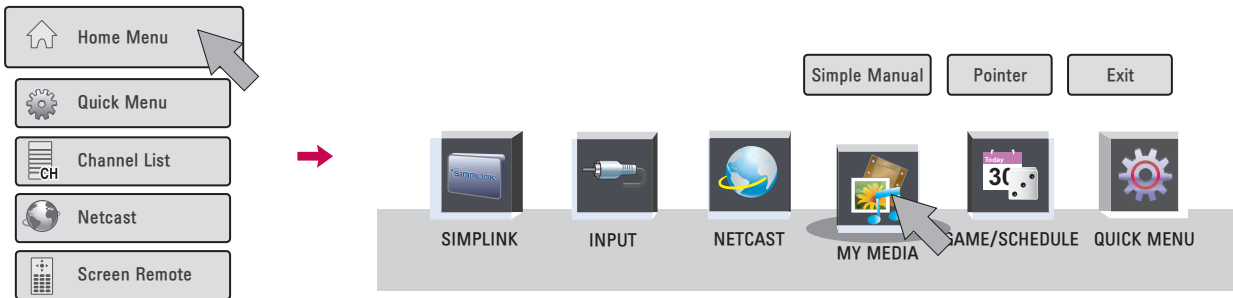 Home Menu
Quick Menu
CH
Channel List
Netcast
Screen Remote
Simple Manual
Pointer
Exit
SIMPLINK
Today
30
SIMPLINK
INPUT
NETCAST
MY MEDIA
GAME/SCHEDULE
QUICK MENU